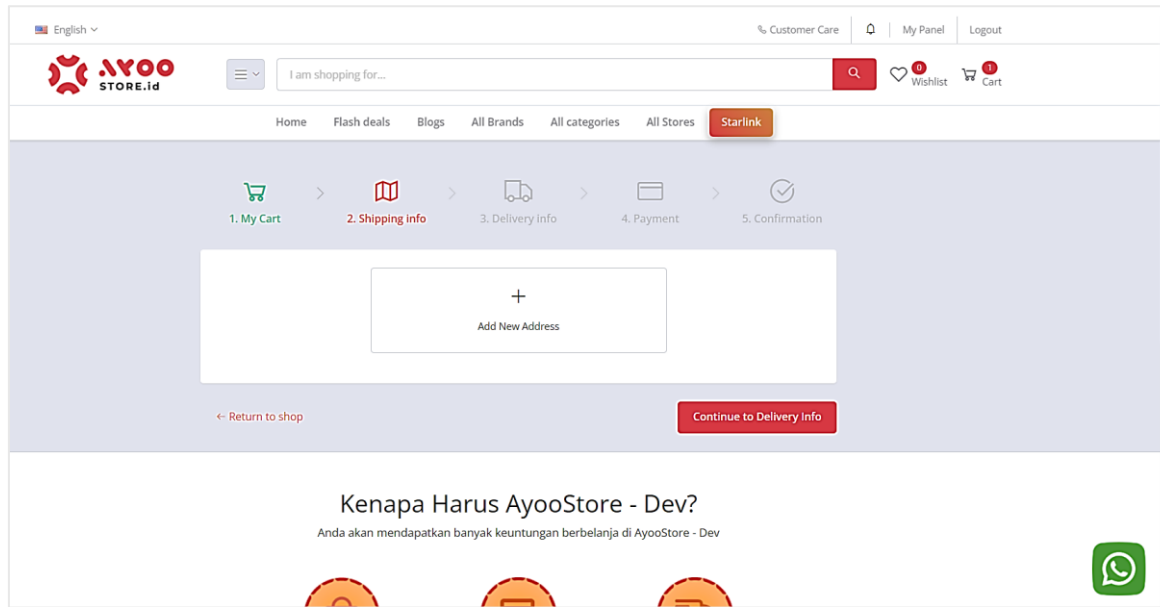 English
Customer Care
My Panel
Logout
AYOO
STORE.id
I am shopping for...
0
Wishlist
1
Cart
Home
Flash deals
Blogs
All Brands
All categories
All Stores
Starlink
1. My Cart
2. Shipping info
3. Delivery info
4. Payment
5. Confirmation
Add New Address
Return to shop
Continue to Delivery Info
Kenapa Harus AyooStore - Dev?
Anda akan mendapatkan banyak keuntungan berbelanja di AyooStore - Dev